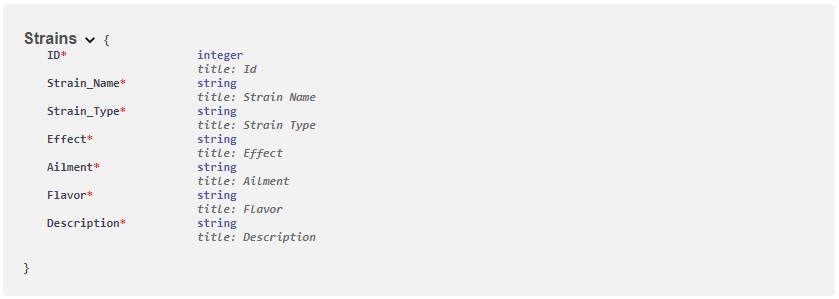 Strains {
ID* integer
title: Id
Strain_Name* string
title: Strain Name
Strain_Type* string
title: Strain Type
Effect* string
title: Effect
Ailment* string
title: Ailment
Flavor* string
title: Flavor
Description* string
title: Description
}